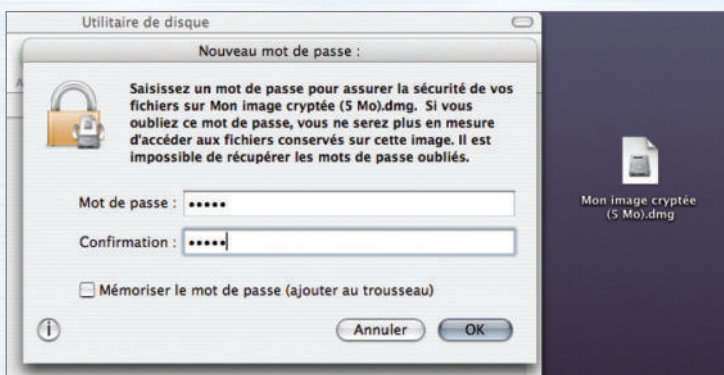 Utilitaire de disque
Nouveau mot de passe :
Saisissez un mot de passe pour assurer la sécurité de vos
fichiers sur Mon image cryptée (5 Mo).dmg. Si vous
oubliez ce mot de passe, vous ne serez plus en mesure
d'accéder aux fichiers conservés sur cette image. Il est
impossible de récupérer les mots de passe oubliés.
Mot de passe : •••••
Confirmation : •••••
Mémoriser le mot de passe (ajouter au trousseau)
Annuler
OK
Mon image cryptée
(5 Mo).dmg